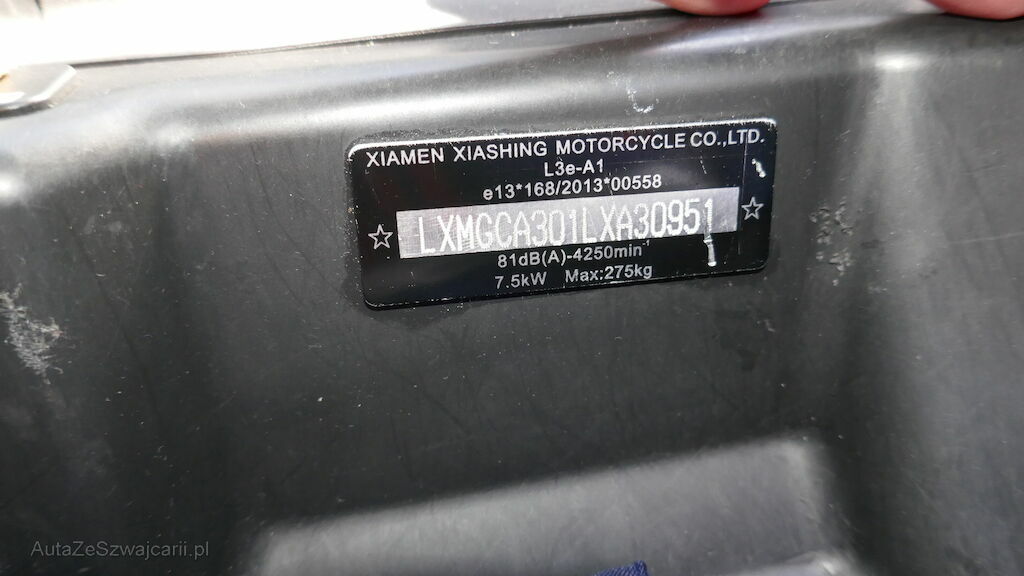 XIAMEN XIASHING MOTORCYCLE CO.,LTD.
L3e-A1
e13*168/2013*00558
☆ LXMGCA301LXA30951 ☆
81dB(A)-4250min⁻¹
7.5kW Max:275kg
AutaZeSzwajcarii.pl